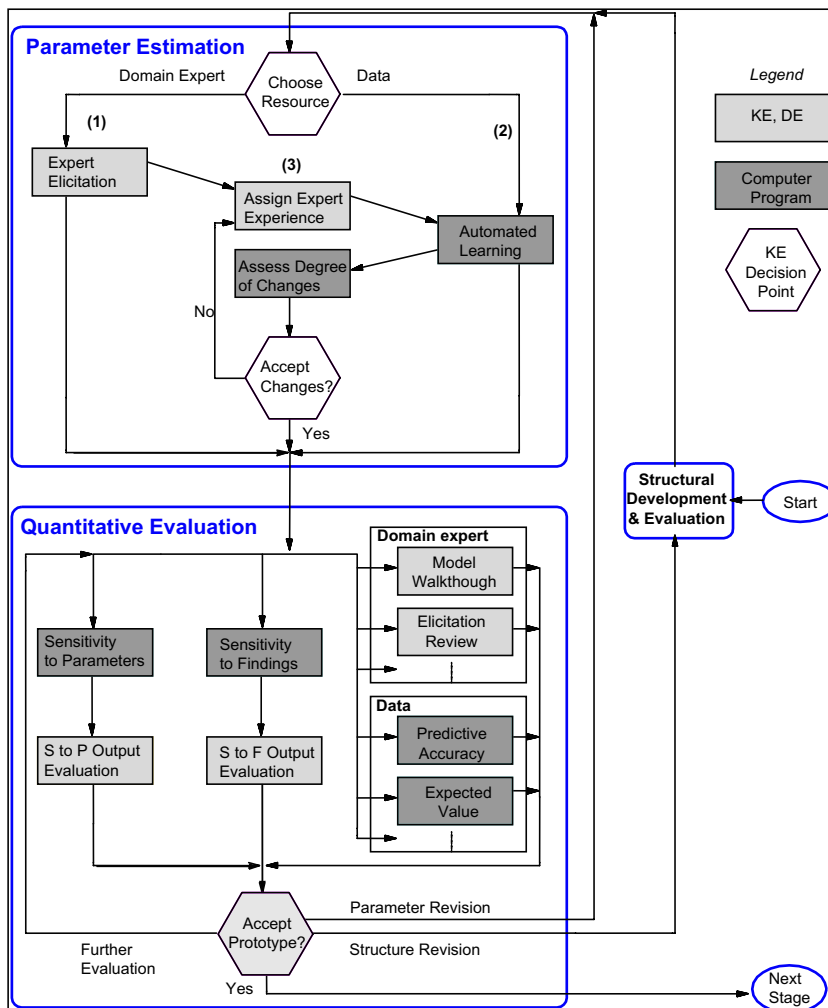 Parameter Estimation
Domain Expert
Data
Choose
Resource
(1)
(2)
Expert
Elicitation
(3)
Assign Expert
Experience
Automated
Learning
Assess Degree
of Changes
No
Accept
Changes?
Yes
Legend
KE, DE
Computer
Program
KE
Decision
Point
Structural
Development
& Evaluation
Start
Quantitative Evaluation
Domain expert
Model
Walkthough
Elicitation
Review
Sensitivity
to Parameters
Sensitivity
to Findings
Data
Predictive
Accuracy
S to P Output
Evaluation
S to F Output
Evaluation
Expected
Value
Accept
Prototype?
Parameter Revision
Further
Evaluation
Structure Revision
Yes
Next
Stage